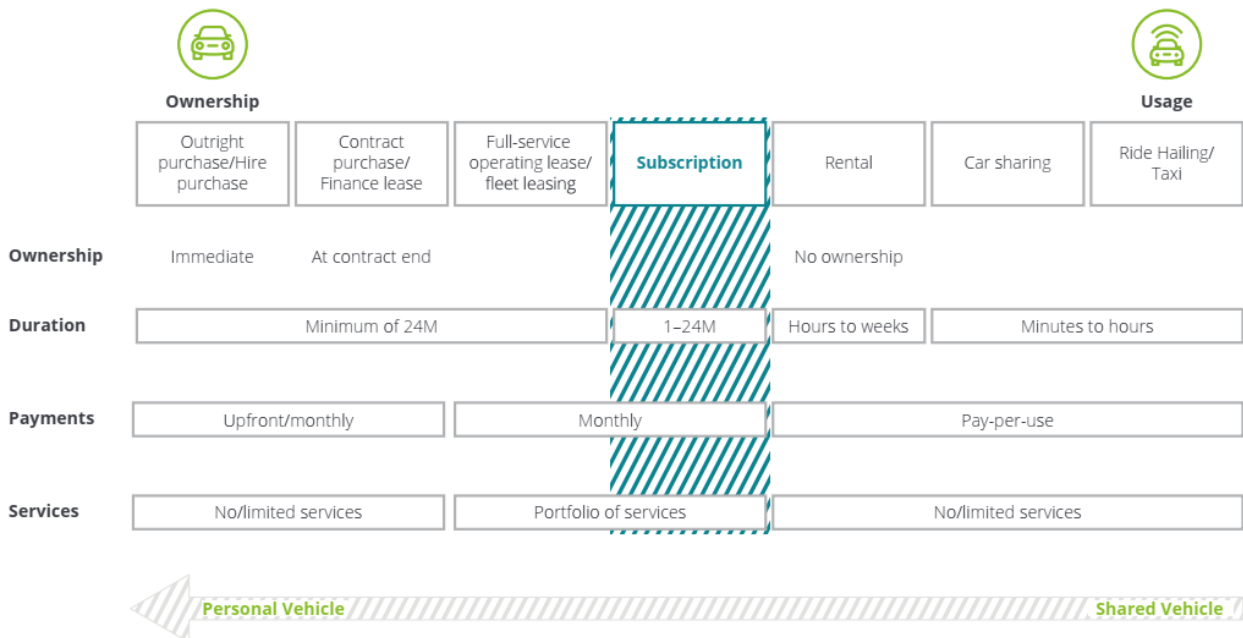 Ownership
Usage
Outright
purchase/Hire
purchase
Contract
purchase/
Finance lease
Full-service
operating lease/
fleet leasing
Subscription
Rental
Car sharing
Ride Hailing/
Taxi
Ownership
Immediate
At contract end
No ownership
Duration
Minimum of 24M
1–24M
Hours to weeks
Minutes to hours
Payments
Upfront/monthly
Monthly
Pay-per-use
Services
No/limited services
Portfolio of services
No/limited services
Personal Vehicle
Shared Vehicle